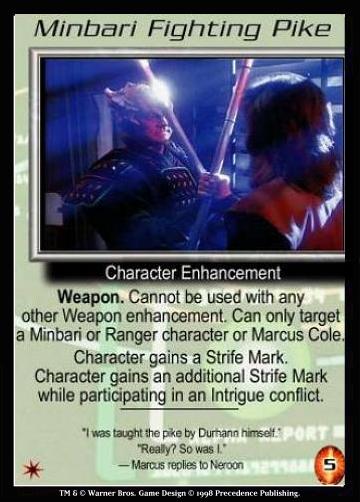 Minbari Fighting Pike
Character Enhancement
Weapon. Cannot be used with any
other Weapon enhancement. Can only target
a Minbari or Ranger character or Marcus Cole.
Character gains a Strife Mark.
Character gains an additional Strife Mark
while participating in an Intrigue conflict.
"I was taught the pike by Durhann himself."
"Really? So was I."
— Marcus replies to Neroon
PORT
5
TM & © Warner Bros. Game Design © 1998 Precedence Publishing.